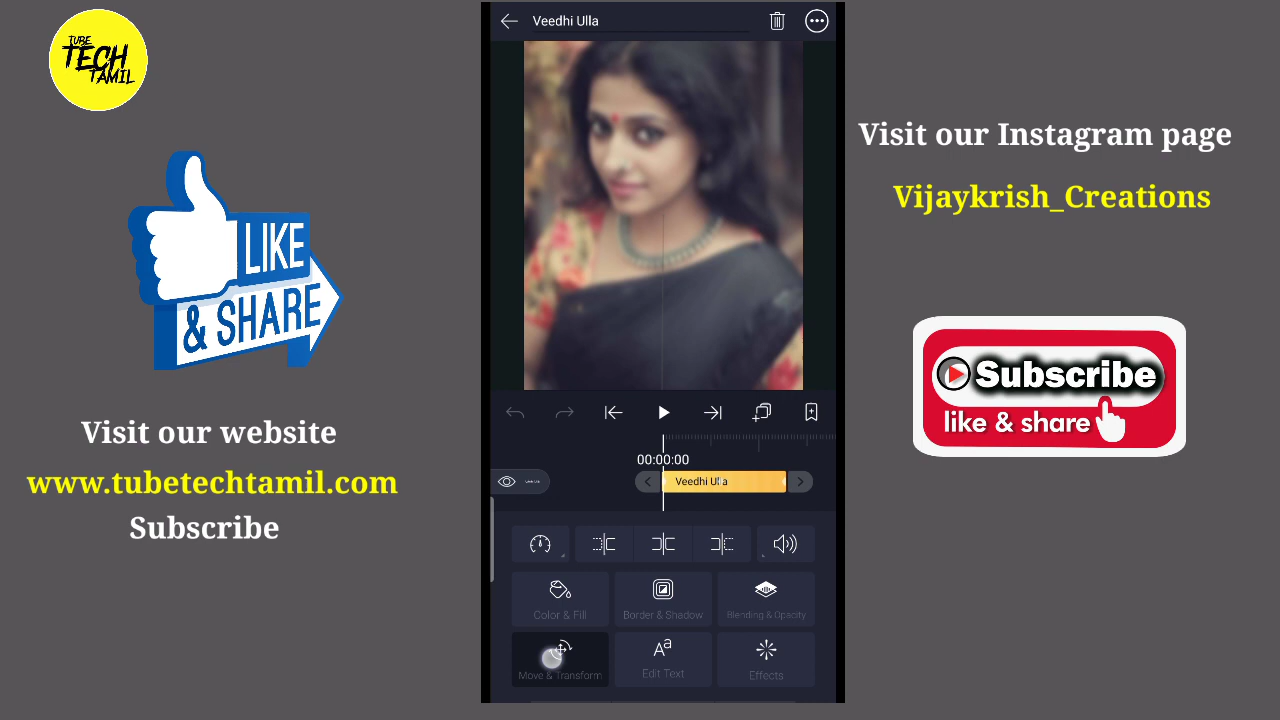 TUBE
TECH
TAMIL
LIKE
& SHARE
Visit our website
www.tubetechtamil.com
Subscribe
Veedhi Ulla
00:00:00
Veedhi Ulla
Color & Fill
Border & Shadow
Blending & Opacity
Move & Transform
Aa
Edit Text
Effects
Visit our Instagram page
Vijaykrish_Creations
Subscribe
like & share